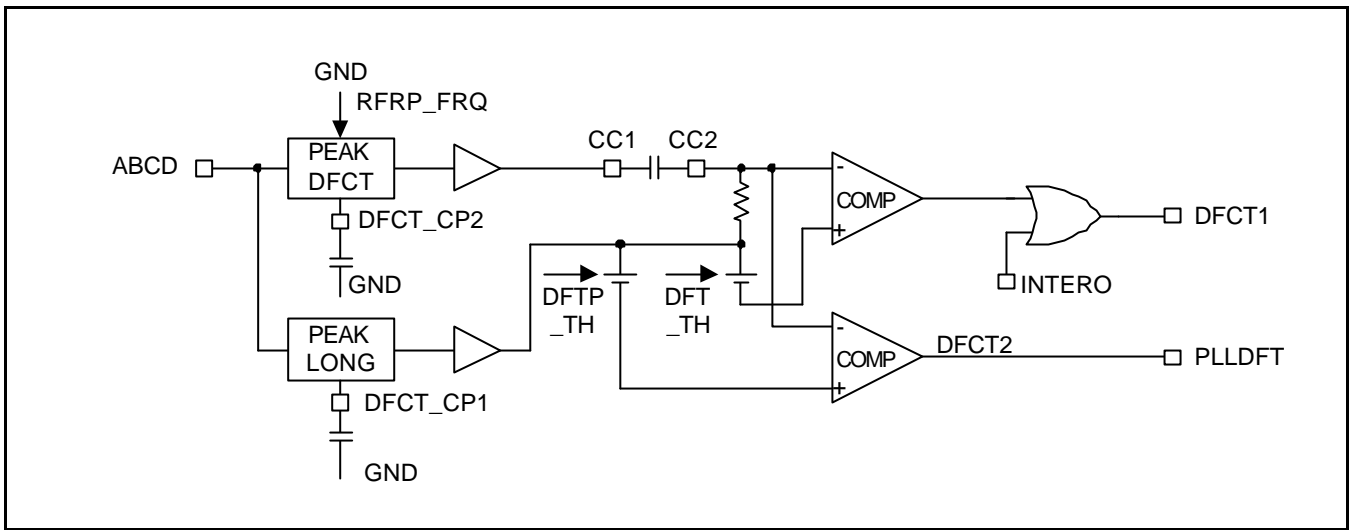 GND
RFRP_FRQ
ABCD
PEAK
DFCT
CC1
CC2
-
COMP
+
DFCT1
DFCT_CP2
GND
DFTP
_TH
DFT
_TH
INTERO
PEAK
LONG
-
COMP
+
DFCT2
PLLDFT
DFCT_CP1
GND